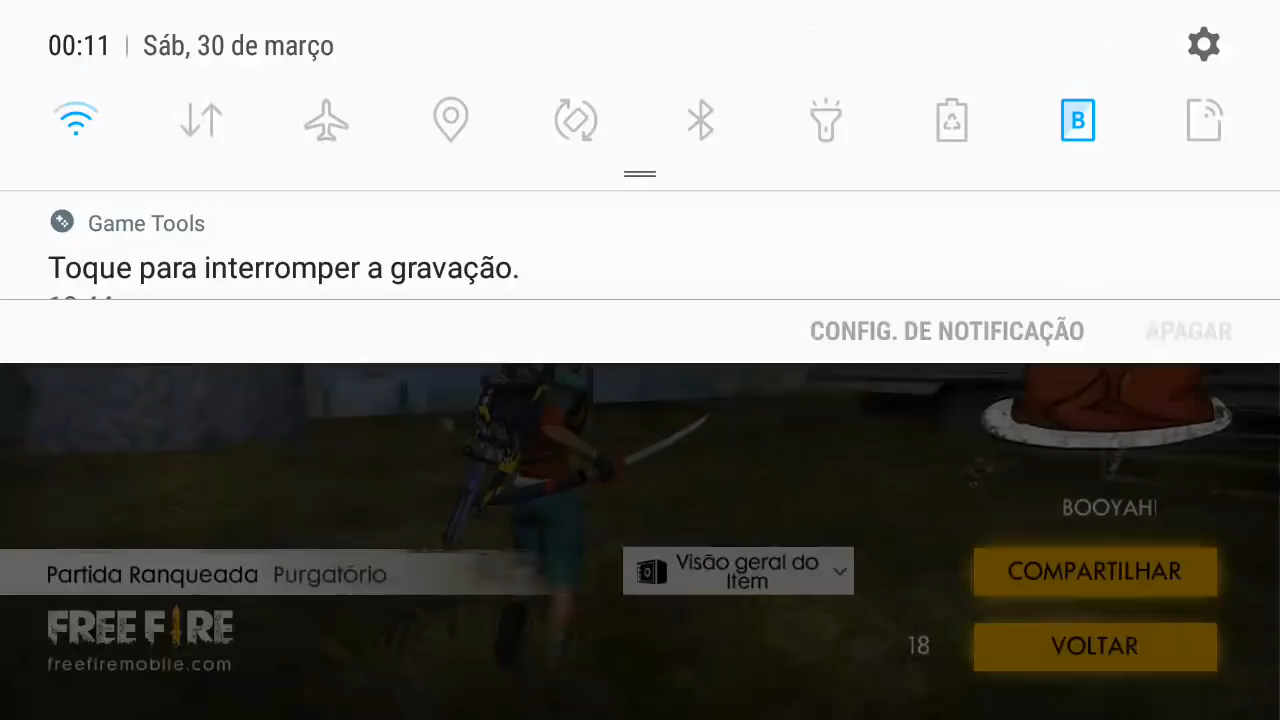 00:11 | Sáb, 30 de março
B
Game Tools
Toque para interromper a gravação.
CONFIG. DE NOTIFICAÇÃO APAGAR
BOOYAH!
Partida Ranqueada Purgatório
Visão geral do
Item
COMPARTILHAR
FREE FIRE
freefiremobile.com
18
VOLTAR